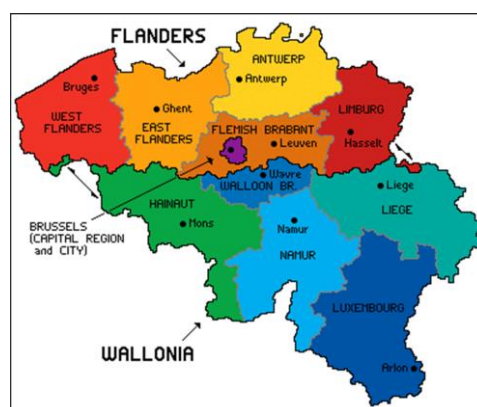 FLANDERS
ANTWERP
Antwerp
Bruges
WEST
FLANDERS
Ghent
EAST
FLANDERS
FLEMISH BRABANT
Leuven
LIMBURG
Hasselt
Wavre
WALLOON BR.
Liege
LIEGE
HAINAUT
Mons
BRUSSELS
(CAPITAL REGION
and CITY)
Namur
NAMUR
LUXEMBOURG
Arlon
WALLONIA